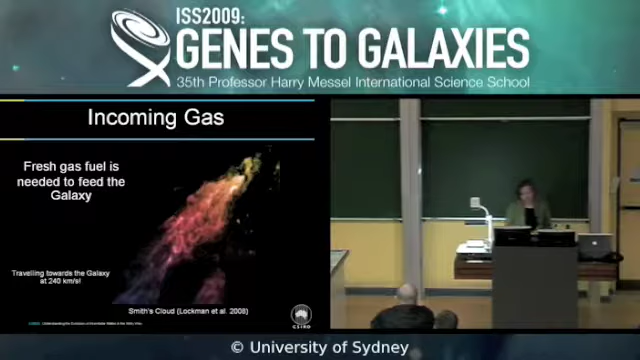 ISS2009:
GENES TO GALAXIES
35th Professor Harry Messel International Science School
Incoming Gas
Fresh gas fuel is
needed to feed the
Galaxy
Travelling towards the Galaxy
at 240 km/s!
Smith's Cloud (Lockman et al. 2008)
CSIRO
© University of Sydney